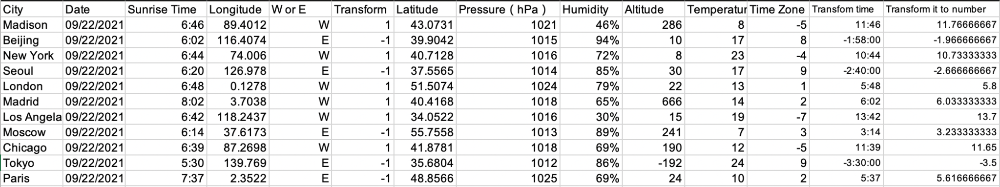 City Date Sunrise Time Longitude W or E Transform Latitude Pressure ( hPa ) Humidity Altitude Temperatur Time Zone Transfom time Transform it to number
Madison 09/22/2021 6:46 89.4012 W 1 43.0731 1021 46% 286 8 -5 11:46 11.76666667
Beijing 09/22/2021 6:02 116.4074 E -1 39.9042 1015 94% 10 17 8 -1:58:00 -1.966666667
New York 09/22/2021 6:44 74.006 W 1 40.7128 1016 72% 8 23 -4 10:44 10.73333333
Seoul 09/22/2021 6:20 126.978 E -1 37.5565 1014 85% 30 17 9 -2:40:00 -2.666666667
London 09/22/2021 6:48 0.1278 W 1 51.5074 1024 79% 22 13 1 5:48 5.8
Madrid 09/22/2021 8:02 3.7038 W 1 40.4168 1018 65% 666 14 2 6:02 6.033333333
Los Angela 09/22/2021 6:42 118.2437 W 1 34.0522 1016 30% 15 19 -7 13:42 13.7
Moscow 09/22/2021 6:14 37.6173 E -1 55.7558 1013 89% 241 7 3 3:14 3.233333333
Chicago 09/22/2021 6:39 87.2698 W 1 41.8781 1018 69% 190 12 -5 11:39 11.65
Tokyo 09/22/2021 5:30 139.769 E -1 35.6804 1012 86% -192 24 9 -3:30:00 -3.5
Paris 09/22/2021 7:37 2.3522 E -1 48.8566 1025 69% 24 10 2 5:37 5.616666667